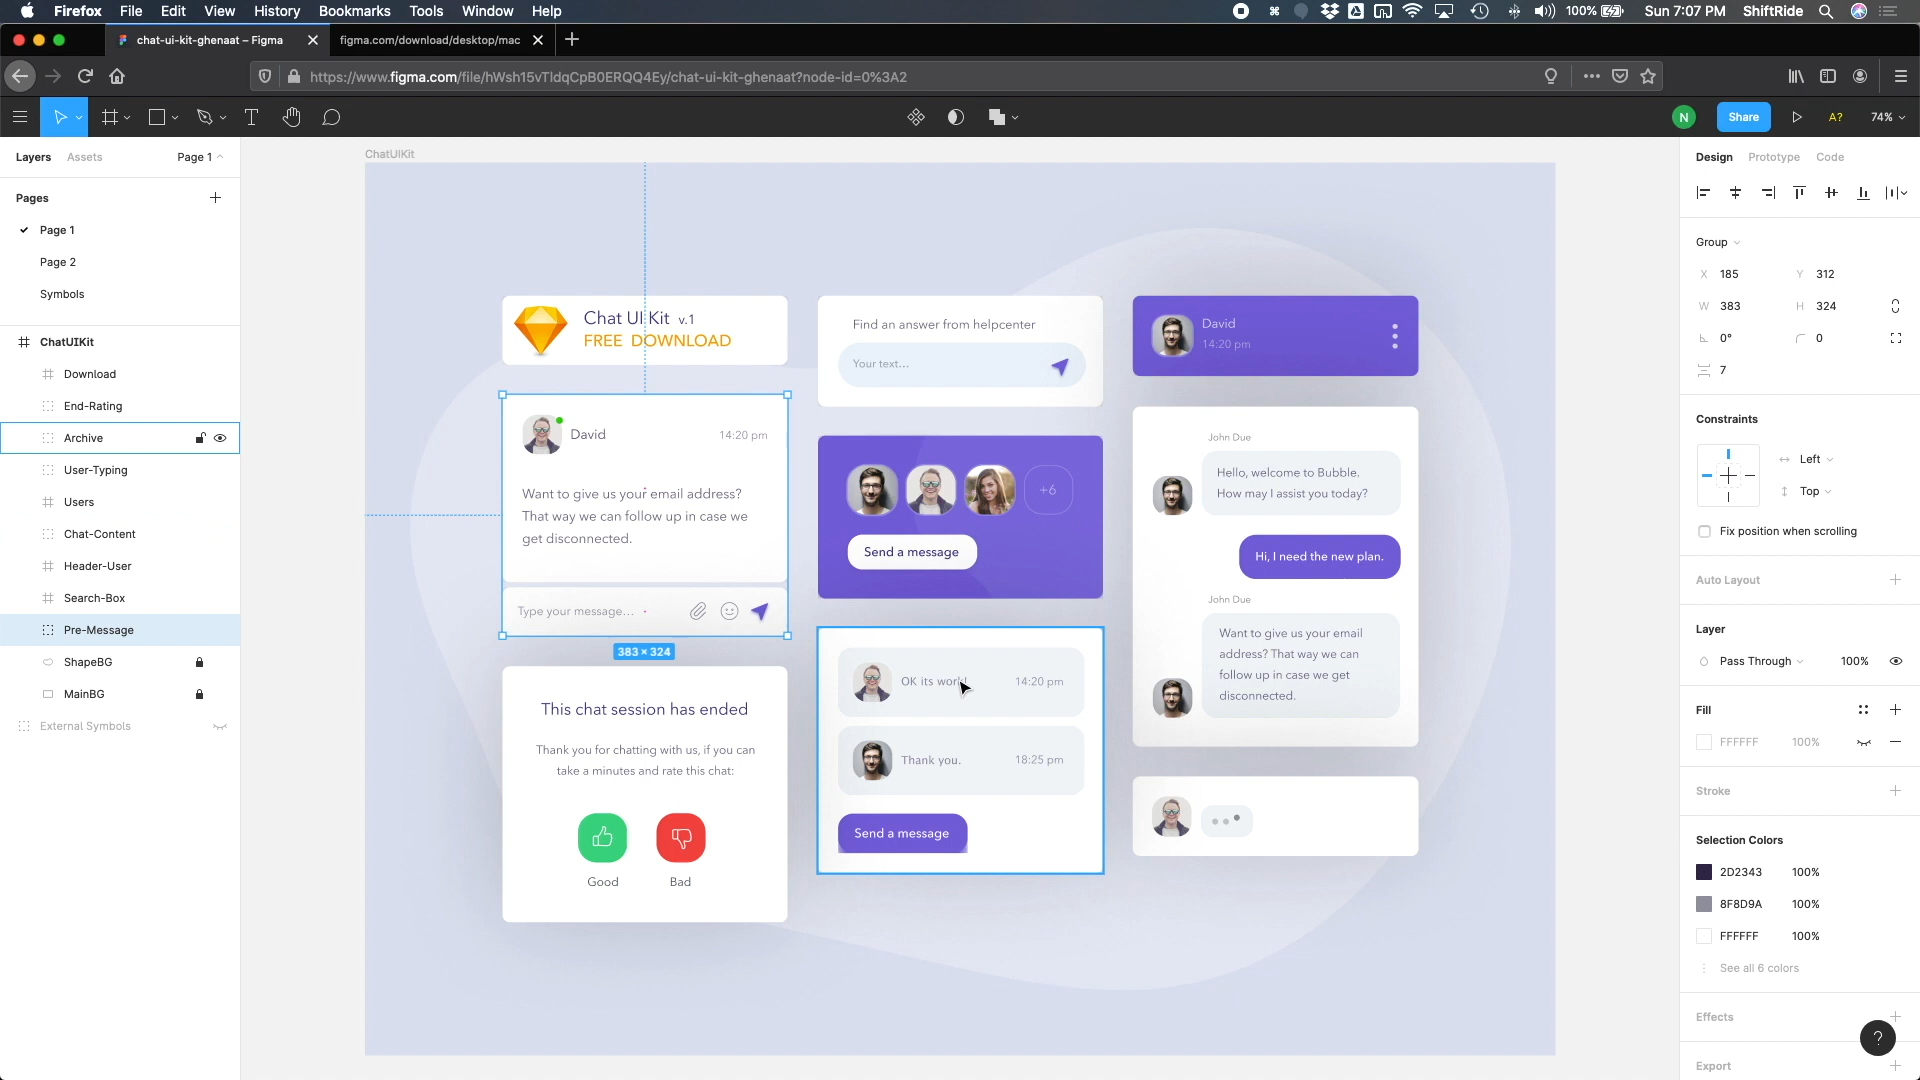 Firefox File Edit View History Bookmarks Tools Window Help
100% Sun 7:07 PM ShiftRide
chat-ui-kit-ghenaat – Figma
figma.com/download/desktop/mac
https://www.figma.com/file/hWsh15vTldqCpB0ERQQ4Ey/chat-ui-kit-ghenaat?node-id=0%3A2
N
Share
A?
74%
Layers Assets Page 1
Pages
Page 1
Page 2
Symbols
ChatUIKit
Download
End-Rating
Archive
User-Typing
Users
Chat-Content
Header-User
Search-Box
Pre-Message
ShapeBG
MainBG
External Symbols
ChatUIKit
Chat UI Kit v.1
FREE DOWNLOAD
David 14:20 pm
Want to give us your email address?
That way we can follow up in case we
get disconnected.
Type your message...
383 × 324
This chat session has ended
Thank you for chatting with us, if you can
take a minutes and rate this chat:
Good Bad
Find an answer from helpcenter
Your text...
+6
Send a message
OK its work! 14:20 pm
Thank you. 18:25 pm
Send a message
David
14:20 pm
John Due
Hello, welcome to Bubble.
How may I assist you today?
Hi, I need the new plan.
John Due
Want to give us your email
address? That way we can
follow up in case we get
disconnected.
Design Prototype Code
Group
X 185 Y 312
W 383 H 324
0° 0
7
Constraints
Left
Top
Fix position when scrolling
Auto Layout
Layer
Pass Through 100%
Fill
FFFFFF 100%
Stroke
Selection Colors
2D2343 100%
8F8D9A 100%
FFFFFF 100%
See all 6 colors
Effects
?
Export